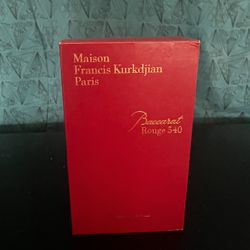 Maison
Francis Kurkdjian
Paris
Baccarat
Rouge 540